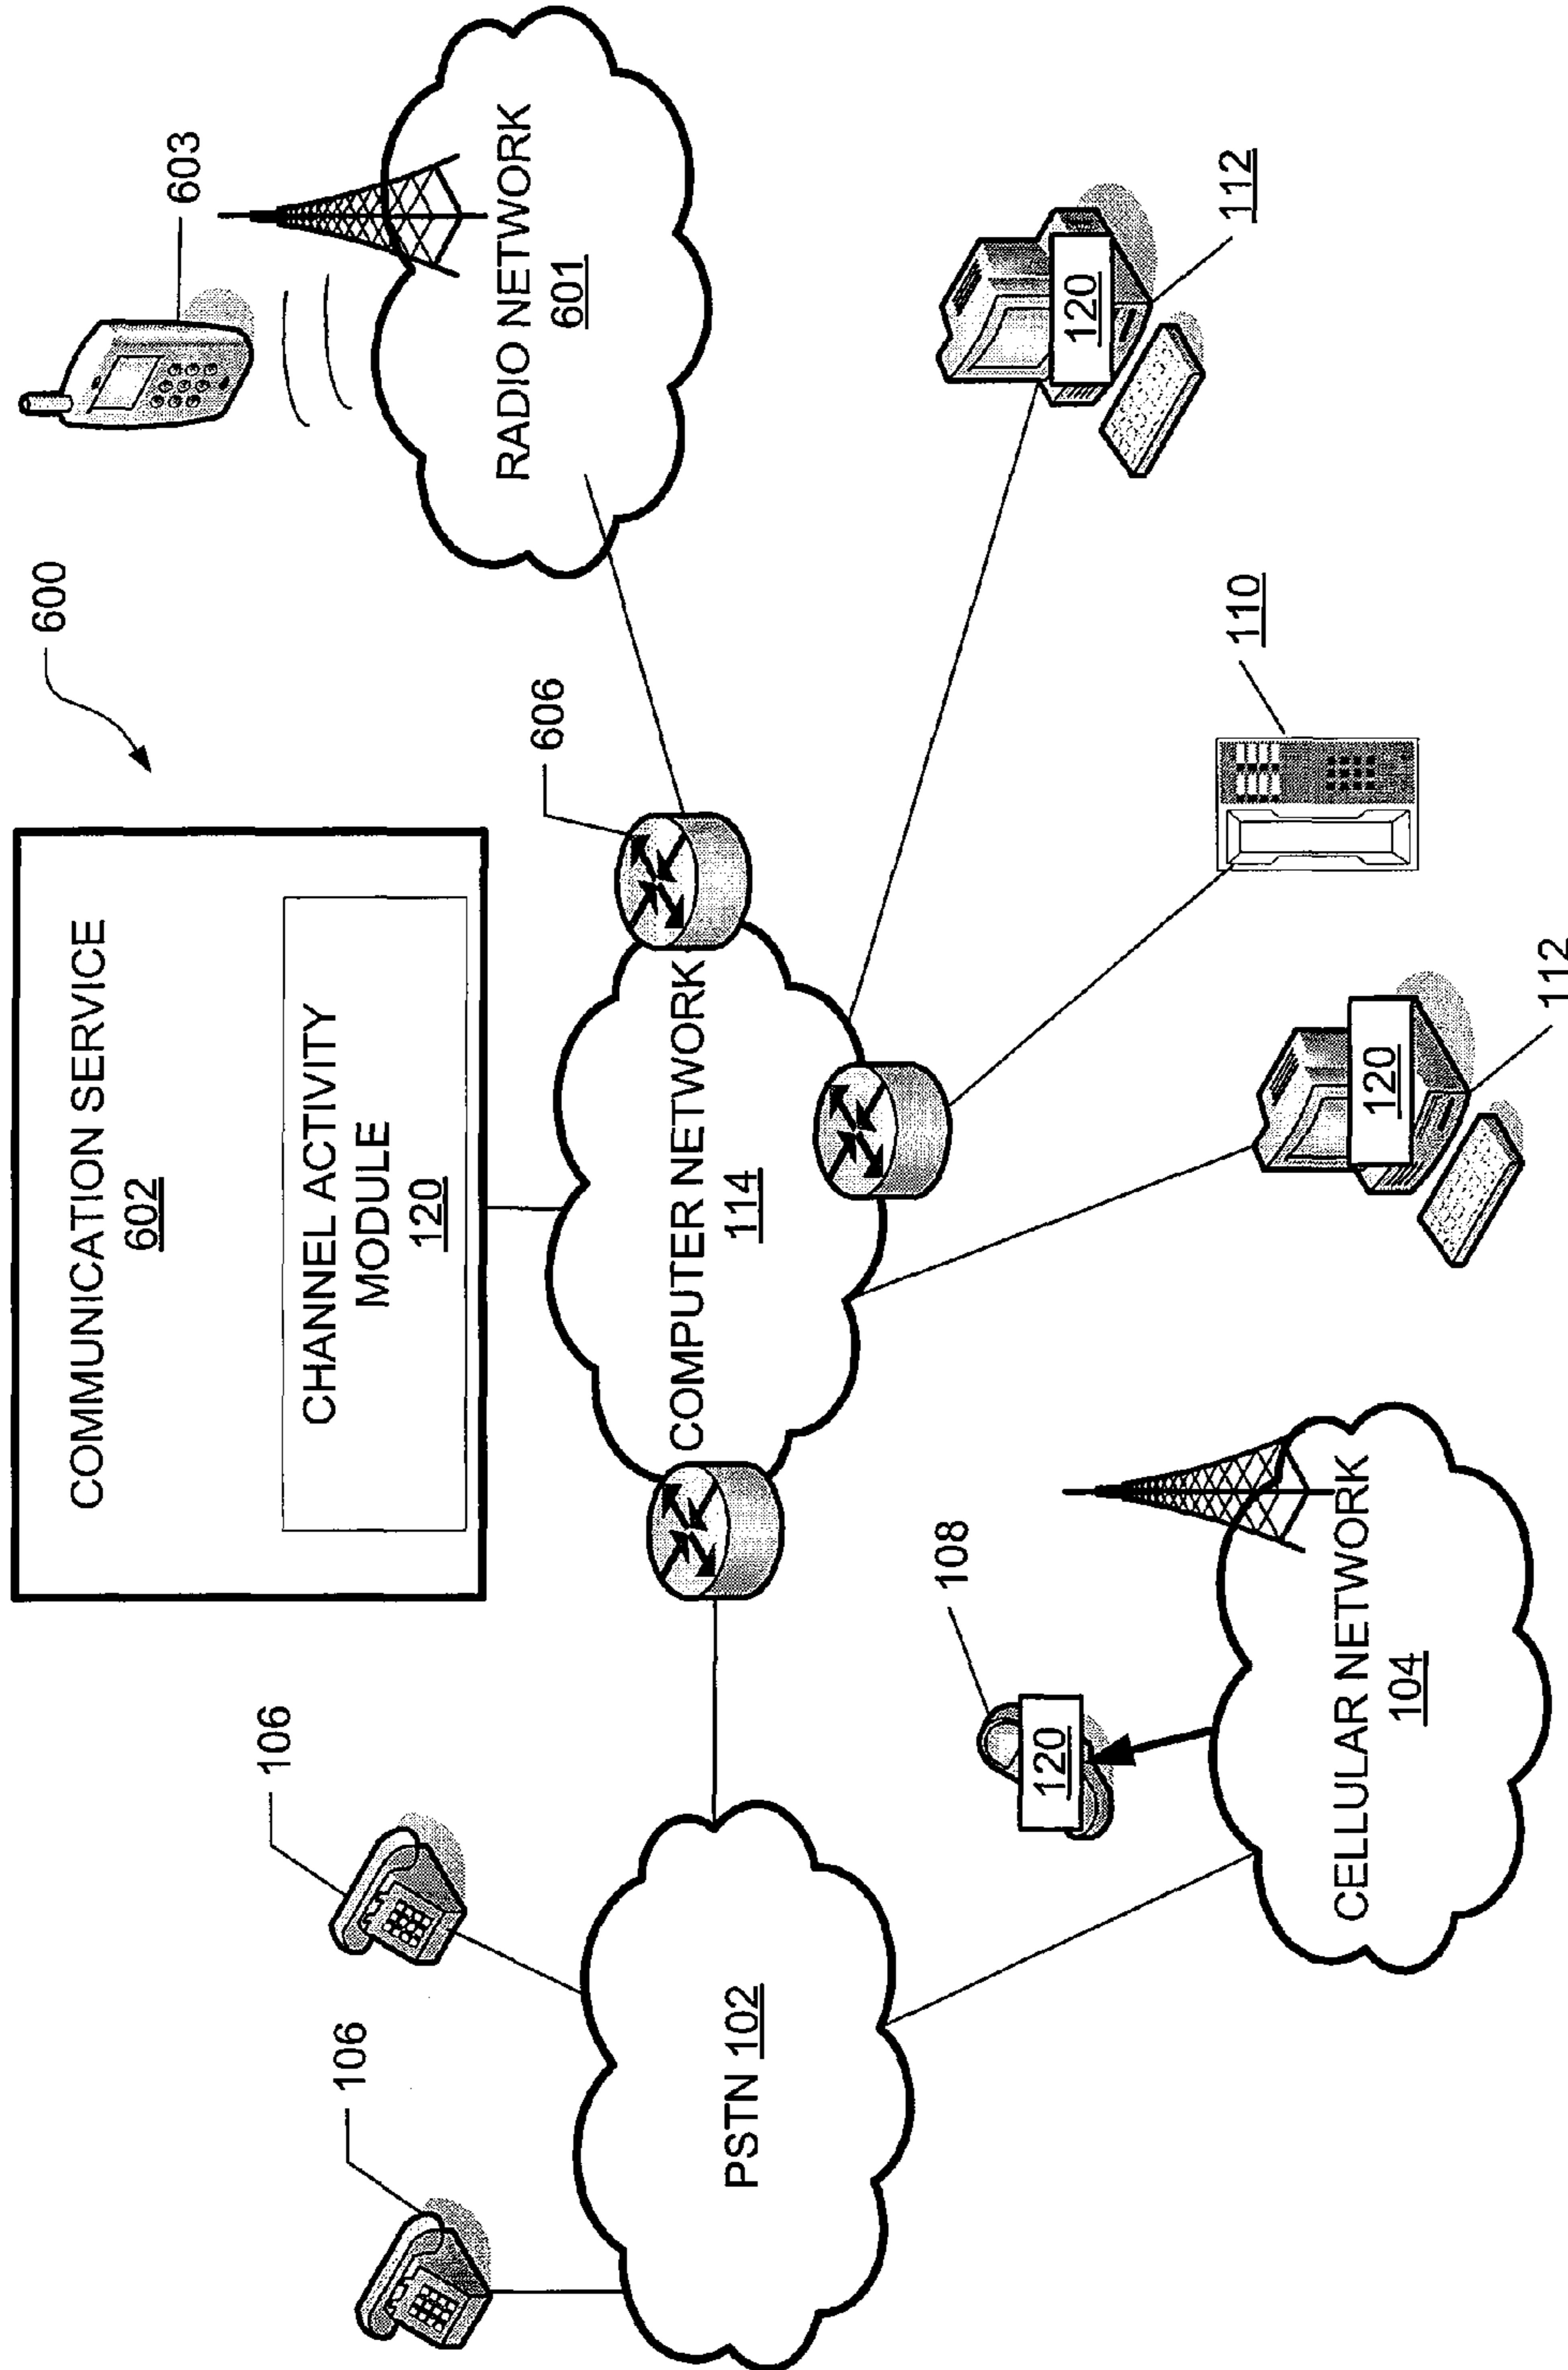 600
COMMUNICATION SERVICE
602
CHANNEL ACTIVITY
MODULE
120
603
RADIO NETWORK
601
606
COMPUTER NETWORK
114
106
106
PSTN 102
108
120
CELLULAR NETWORK
104
120
112
110
120
112